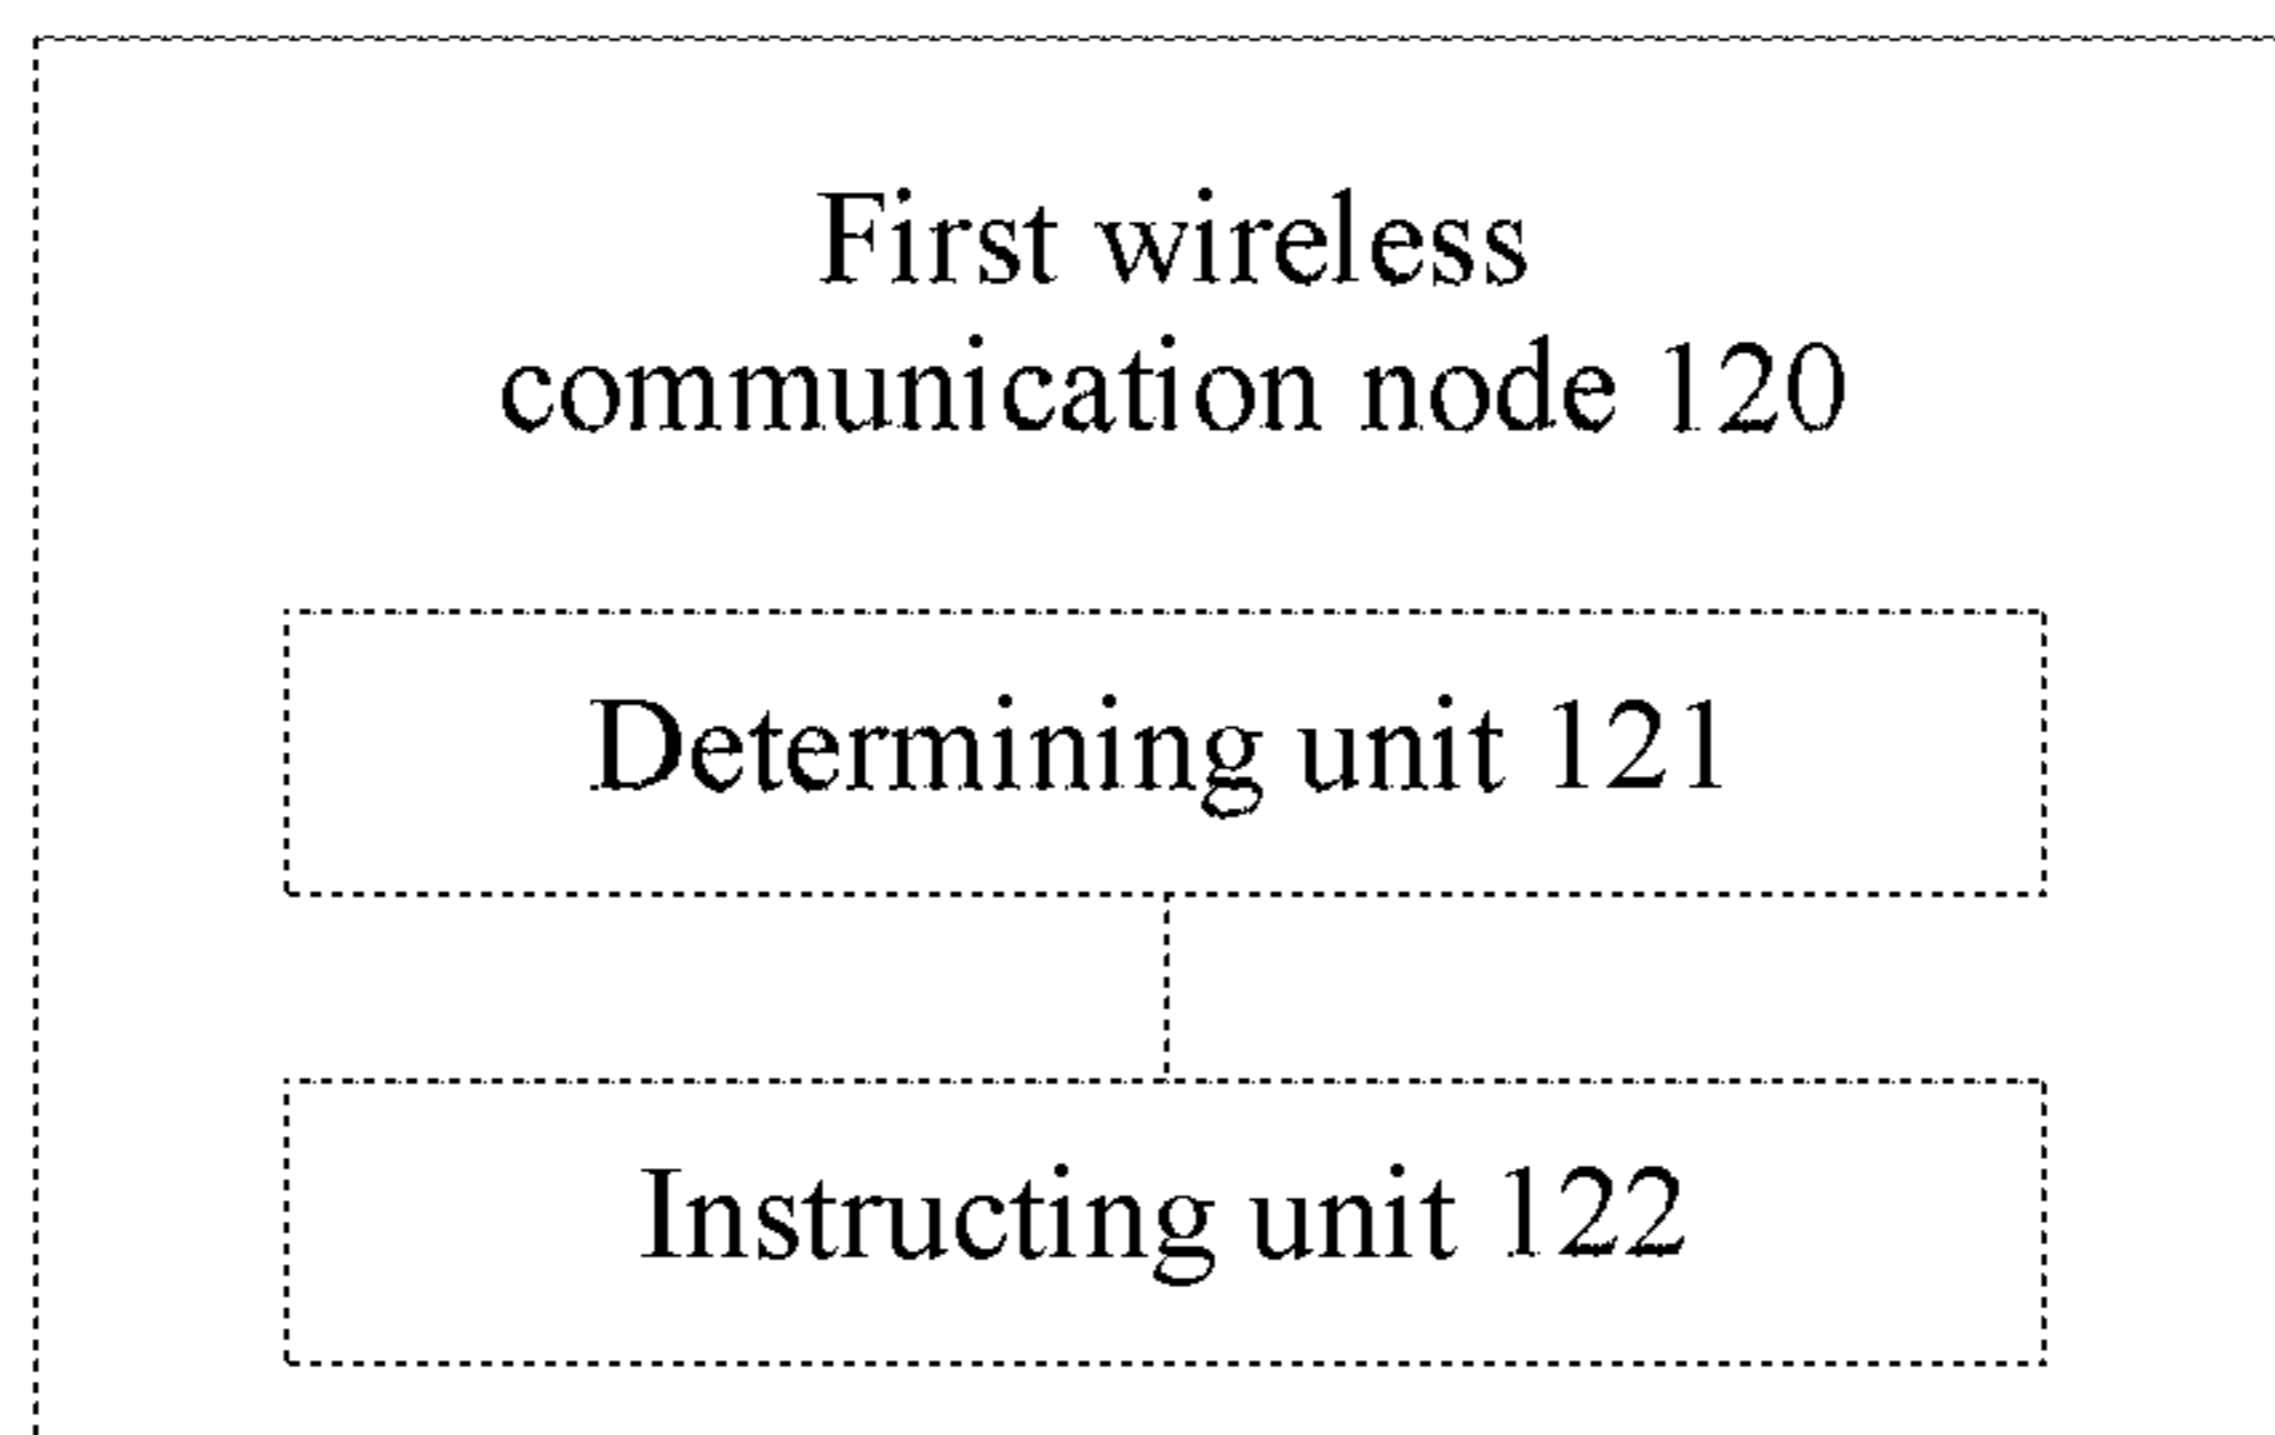 First wireless
communication node 120
Determining unit 121
Instructing unit 122